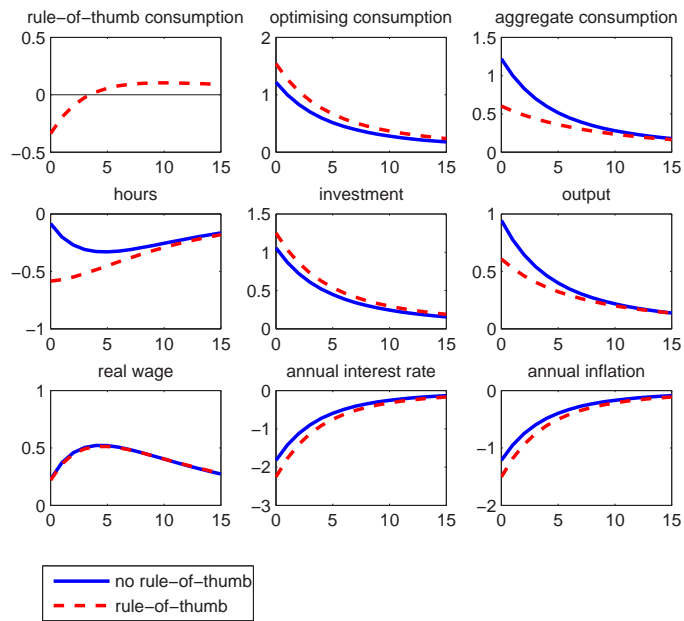 rule-of-thumb consumption
0.5
0
−0.5
0 5 10 15
optimising consumption
2
1
0
0 5 10 15
aggregate consumption
1.5
1
0.5
0
0 5 10 15
hours
0
−0.5
−1
0 5 10 15
investment
1.5
1
0.5
0
0 5 10 15
output
1
0.5
0
0 5 10 15
real wage
1
0.5
0
0 5 10 15
annual interest rate
0
−1
−2
−3
0 5 10 15
annual inflation
0
−1
−2
0 5 10 15
no rule-of-thumb
rule-of-thumb